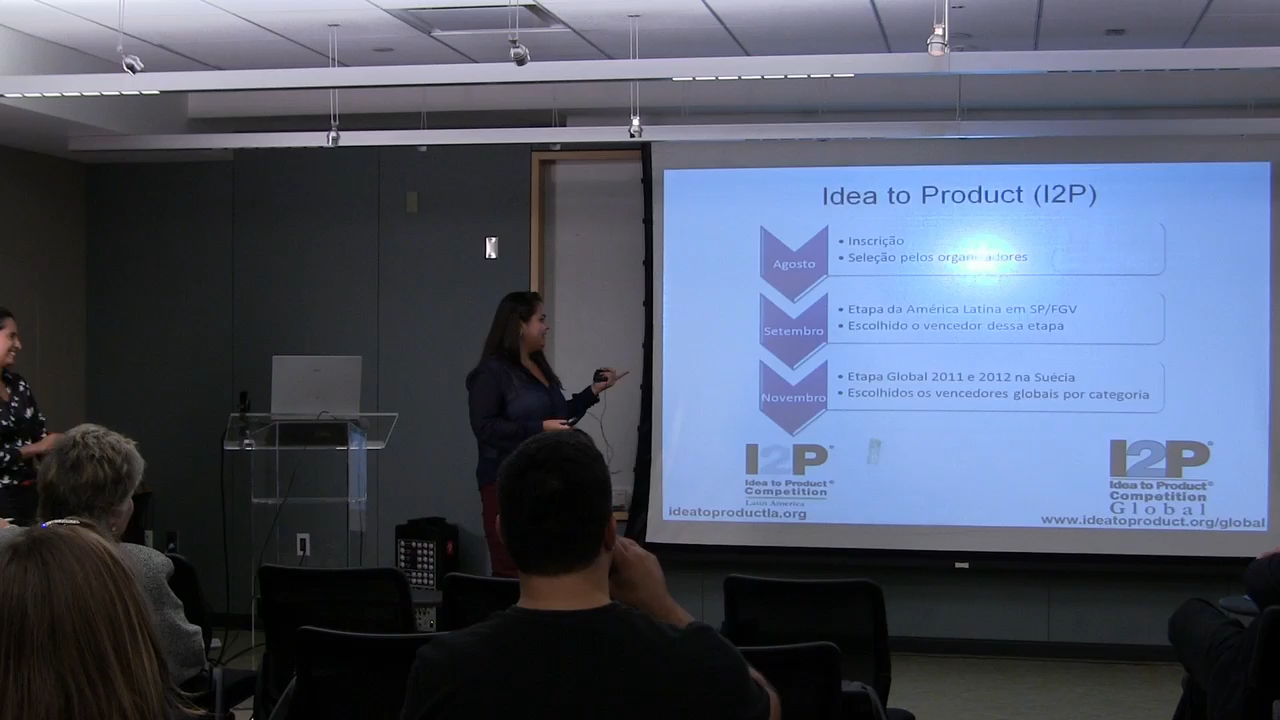 Idea to Product (I2P)
Agosto
• Inscrição
• Seleção pelos organizadores
Setembro
• Etapa da América Latina em SP/FGV
• Escolhido o vencedor dessa etapa
Novembro
• Etapa Global 2011 e 2012 na Suécia
• Escolhidos os vencedores globais por categoria
I2P
Idea to Product®
Competition
Latin America
ideatoproductla.org
I2P®
Idea to Product®
Competition
Global
www.ideatoproduct.org/global